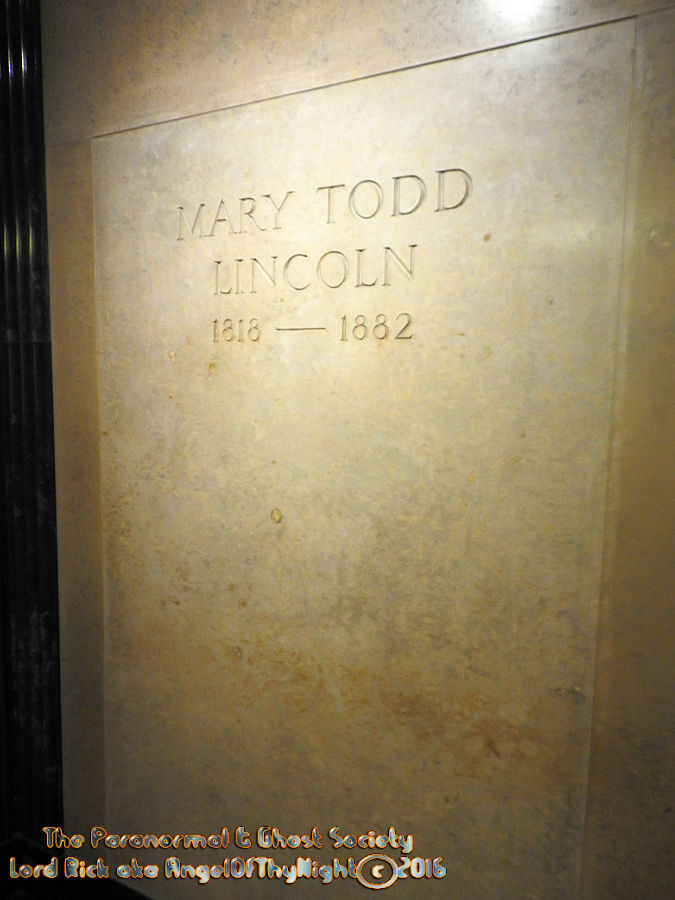 MARY TODD
LINCOLN
1818 — 1882
The Paranormal & Ghost Society
Lord Rick aka AngelOfThyNight © 2016